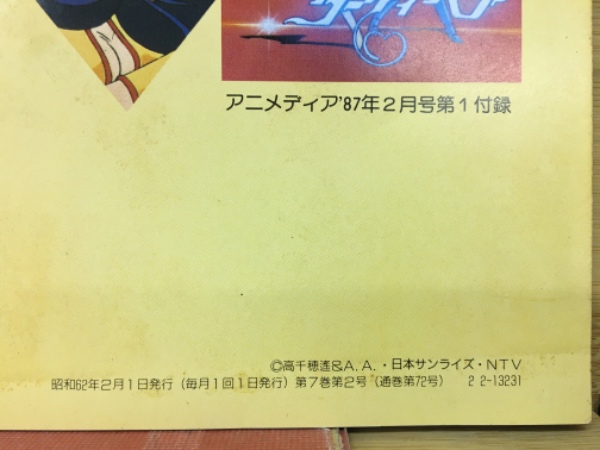 アニメディア'87年2月号第1付録
©高千穂遙&A.A.・日本サンライズ・NTV
昭和62年2月1日発行（毎月1回1日発行）第7巻第2号（通巻第72号） 22-13231